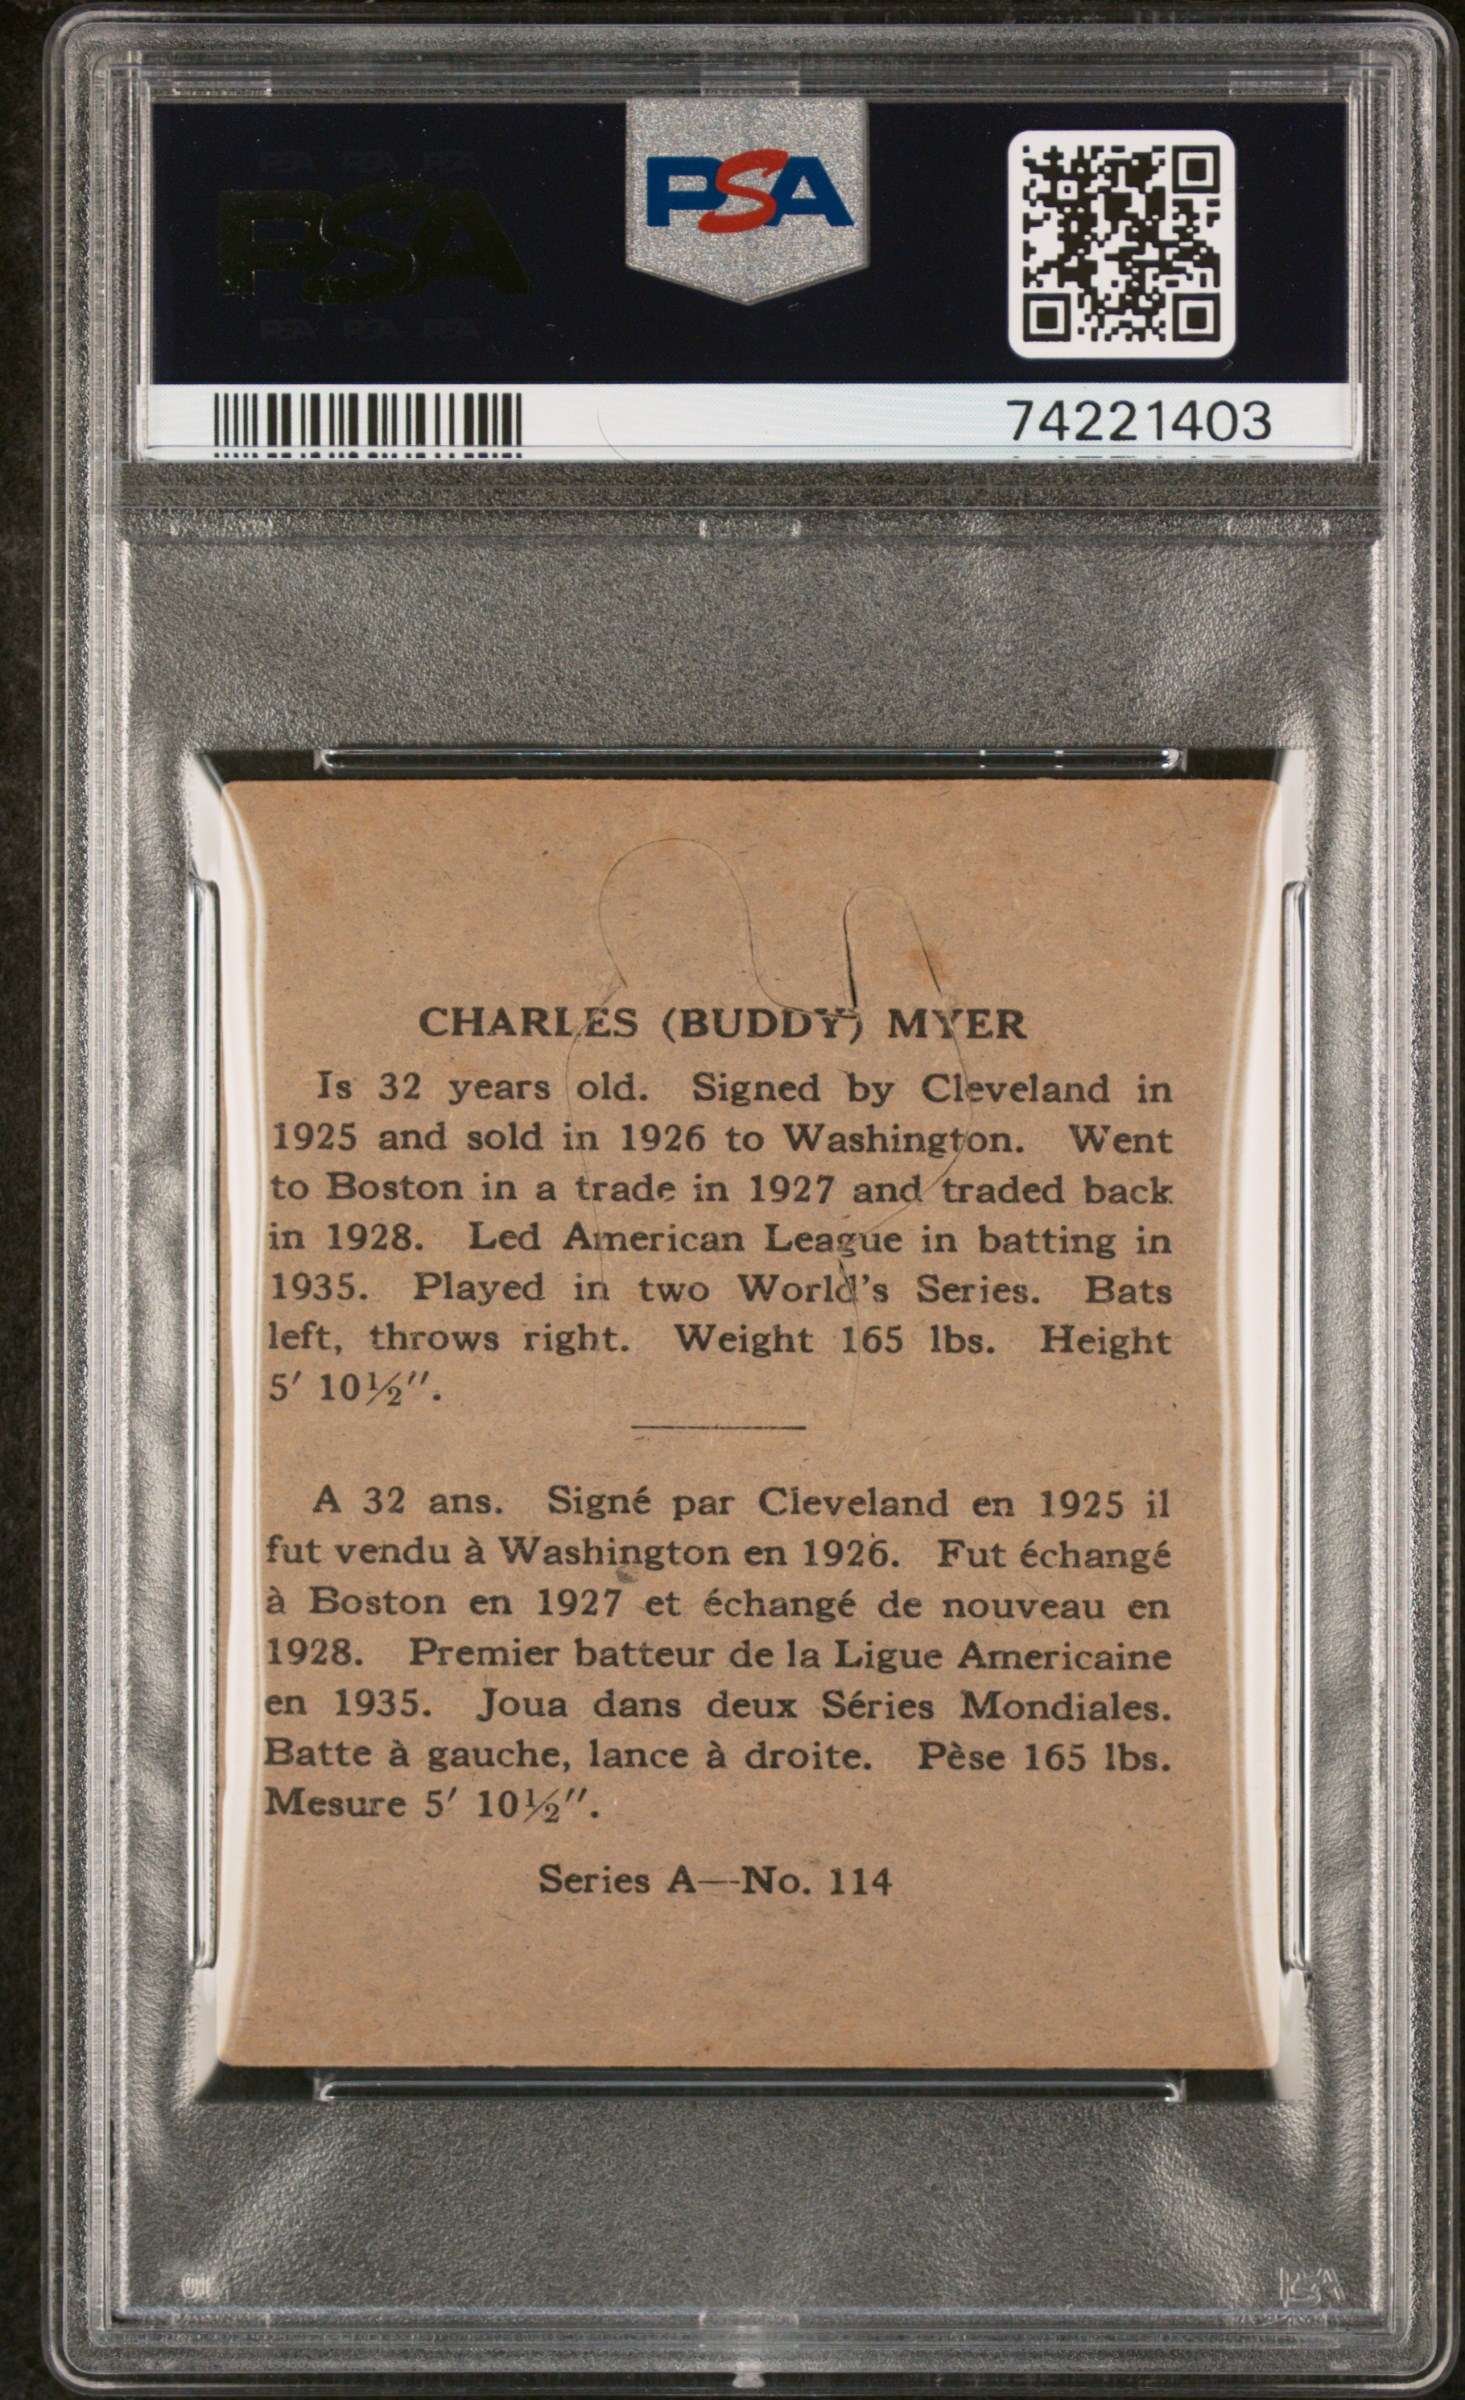 PSA
PSA
74221403
CHARLES (BUDDY) MYER
Is 32 years old. Signed by Cleveland in
1925 and sold in 1926 to Washington. Went
to Boston in a trade in 1927 and traded back
in 1928. Led American League in batting in
1935. Played in two World's Series. Bats
left, throws right. Weight 165 lbs. Height
5′ 10½″.
A 32 ans. Signé par Cleveland en 1925 il
fut vendu à Washington en 1926. Fut échangé
à Boston en 1927 et échangé de nouveau en
1928. Premier batteur de la Ligue Americaine
en 1935. Joua dans deux Séries Mondiales.
Batte à gauche, lance à droite. Pèse 165 lbs.
Mesure 5′ 10½″.
Series A—No. 114
PSA